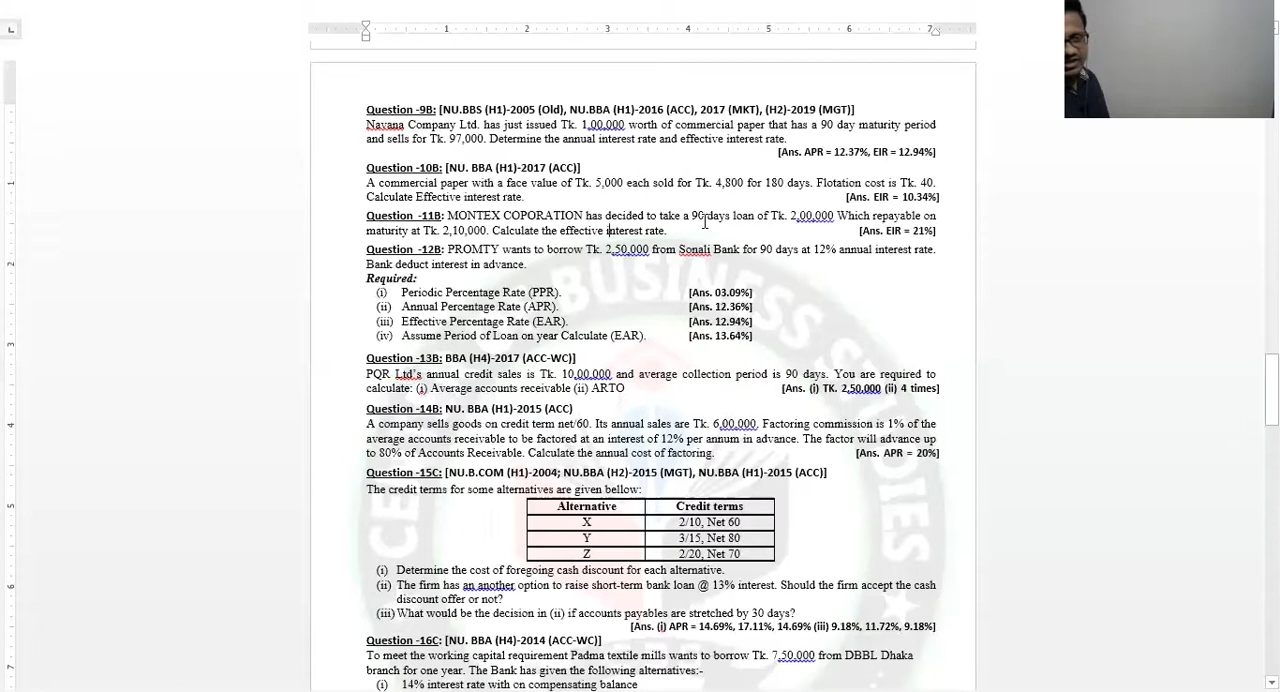 1 2 3 4 5 6 7
Question -9B: [NU.BBS (H1)-2005 (Old), NU.BBA (H1)-2016 (ACC), 2017 (MKT), (H2)-2019 (MGT)]
Navana Company Ltd. has just issued Tk. 1,00,000 worth of commercial paper that has a 90 day maturity period
and sells for Tk. 97,000. Determine the annual interest rate and effective interest rate.
[Ans. APR = 12.37%, EIR = 12.94%]
Question -10B: [NU. BBA (H1)-2017 (ACC)]
A commercial paper with a face value of Tk. 5,000 each sold for Tk. 4,800 for 180 days. Flotation cost is Tk. 40.
Calculate Effective interest rate. [Ans. EIR = 10.34%]
Question -11B: MONTEX COPORATION has decided to take a 90 days loan of Tk. 2,00,000 Which repayable on
maturity at Tk. 2,10,000. Calculate the effective interest rate. [Ans. EIR = 21%]
Question -12B: PROMTY wants to borrow Tk. 2,50,000 from Sonali Bank for 90 days at 12% annual interest rate.
Bank deduct interest in advance.
Required:
(i) Periodic Percentage Rate (PPR). [Ans. 03.09%]
(ii) Annual Percentage Rate (APR). [Ans. 12.36%]
(iii) Effective Percentage Rate (EAR). [Ans. 12.94%]
(iv) Assume Period of Loan on year Calculate (EAR). [Ans. 13.64%]
Question -13B: BBA (H4)-2017 (ACC-WC)]
PQR Ltd's annual credit sales is Tk. 10,00,000 and average collection period is 90 days. You are required to
calculate: (i) Average accounts receivable (ii) ARTO [Ans. (i) TK. 2,50,000 (ii) 4 times]
Question -14B: NU. BBA (H1)-2015 (ACC)
A company sells goods on credit term net/60. Its annual sales are Tk. 6,00,000. Factoring commission is 1% of the
average accounts receivable to be factored at an interest of 12% per annum in advance. The factor will advance up
to 80% of Accounts Receivable. Calculate the annual cost of factoring. [Ans. APR = 20%]
Question -15C: [NU.B.COM (H1)-2004; NU.BBA (H2)-2015 (MGT), NU.BBA (H1)-2015 (ACC)]
The credit terms for some alternatives are given bellow:
Alternative Credit terms
X 2/10, Net 60
Y 3/15, Net 80
Z 2/20, Net 70
(i) Determine the cost of foregoing cash discount for each alternative.
(ii) The firm has an another option to raise short-term bank loan @ 13% interest. Should the firm accept the cash
discount offer or not?
(iii) What would be the decision in (ii) if accounts payables are stretched by 30 days?
[Ans. (i) APR = 14.69%, 17.11%, 14.69% (iii) 9.18%, 11.72%, 9.18%]
Question -16C: [NU. BBA (H4)-2014 (ACC-WC)]
To meet the working capital requirement Padma textile mills wants to borrow Tk. 7,50,000 from DBBL Dhaka
branch for one year. The Bank has given the following alternatives:-
(i) 14% interest rate with on compensating balance